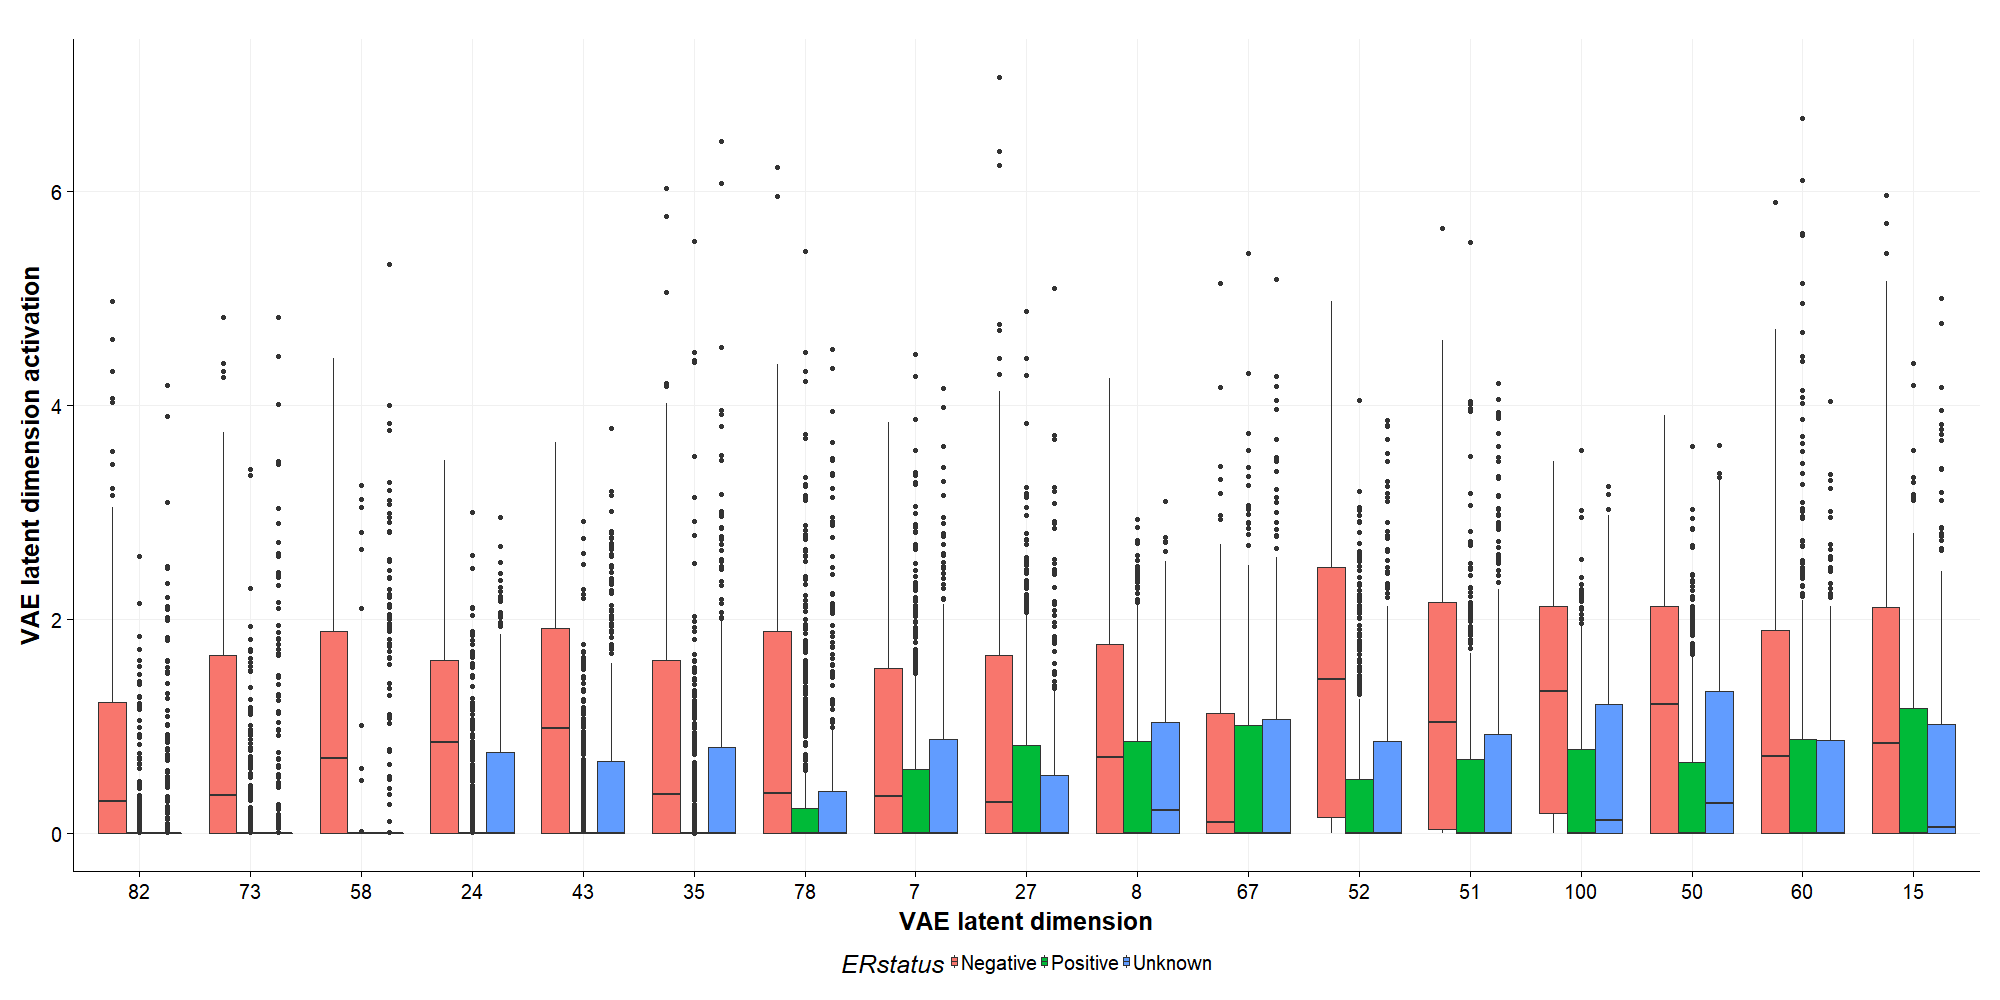 VAE latent dimension activation
6
4
2
0
82 73 58 24 43 35 78 7 27 8 67 52 51 100 50 60 15
VAE latent dimension
ERstatus Negative Positive Unknown